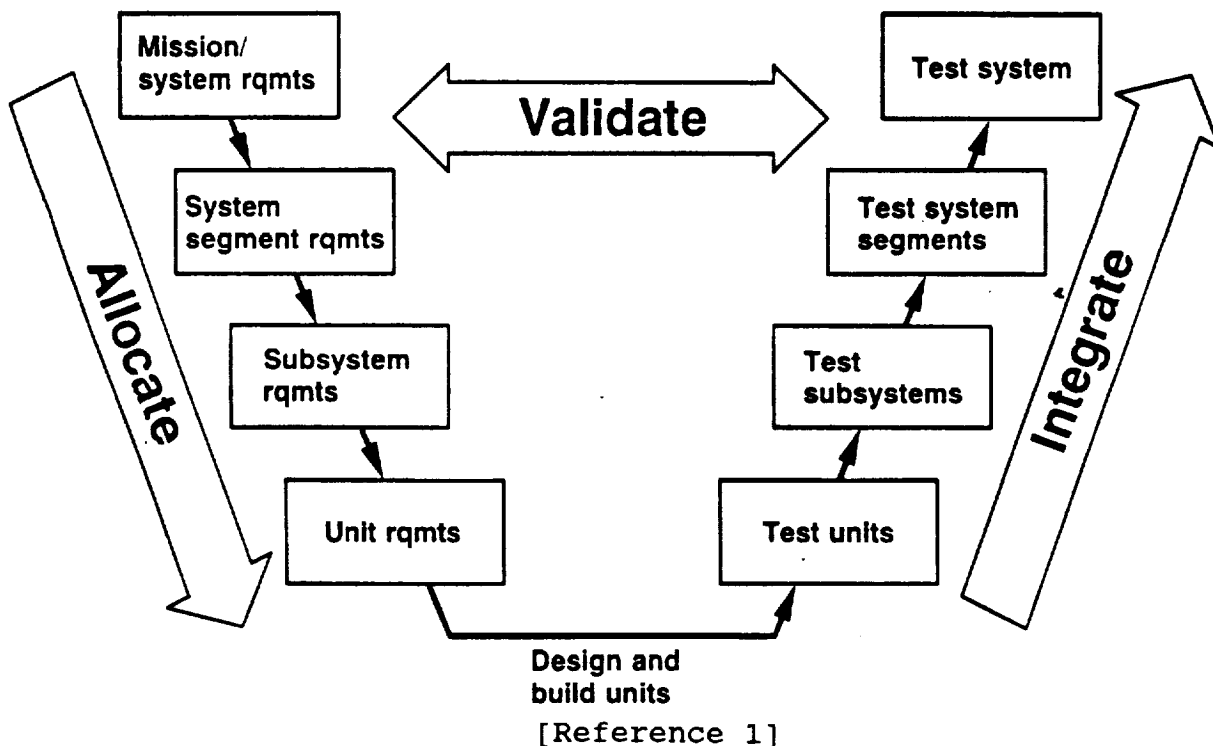 Mission/
system rqmts
Validate
Test system
System
segment rqmts
Test system
segments
Allocate
Integrate
Subsystem
rqmts
Test
subsystems
Unit rqmts
Test units
Design and
build units
[Reference 1]